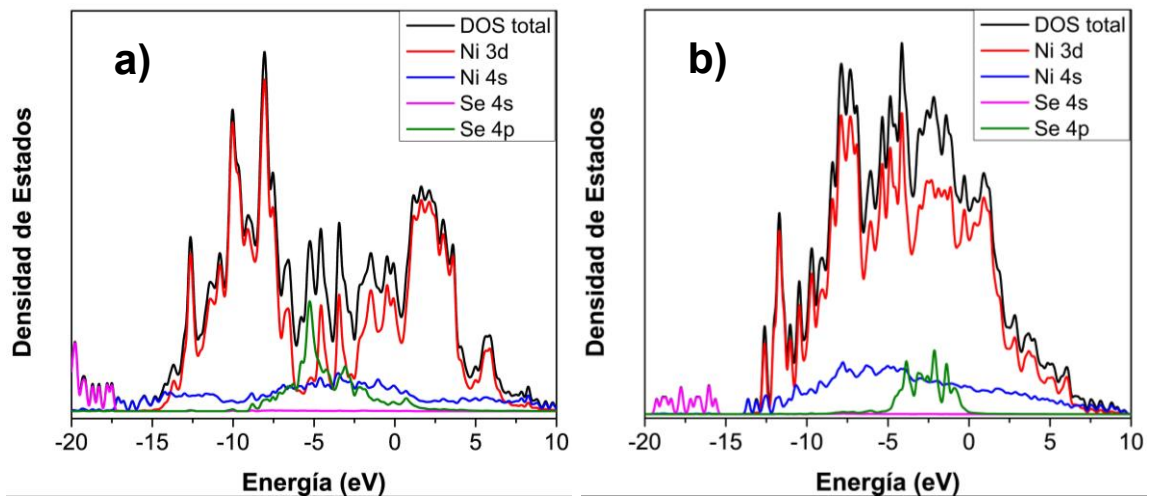 a)
DOS total
Ni 3d
Ni 4s
Se 4s
Se 4p
Densidad de Estados
-20 -15 -10 -5 0 5 10
Energía (eV)
b)
DOS total
Ni 3d
Ni 4s
Se 4s
Se 4p
Densidad de Estados
-20 -15 -10 -5 0 5 10
Energía (eV)